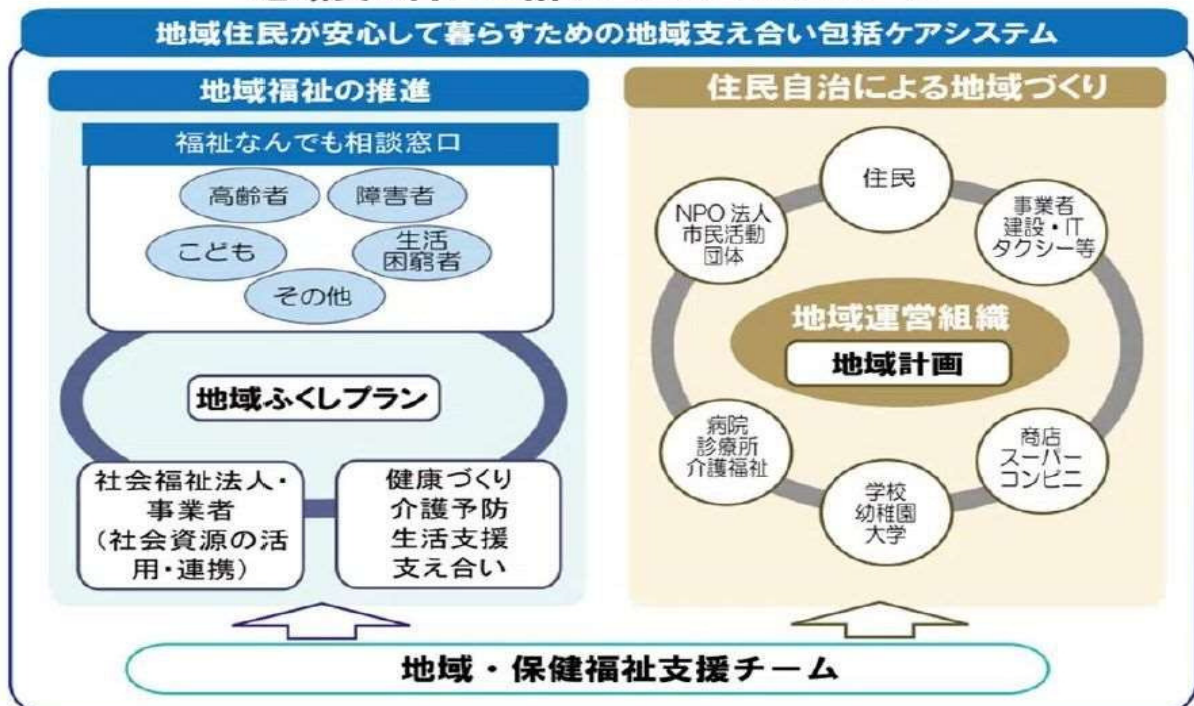 地域住民が安心して暮らすための地域支え合い包括ケアシステム
地域福祉の推進
福祉なんでも相談窓口
高齢者
障害者
こども
生活
困窮者
その他
地域ふくしプラン
社会福祉法人・
事業者
(社会資源の活
用・連携)
健康づくり
介護予防
生活支援
支え合い
住民自治による地域づくり
住民
NPO法人
市民活動
団体
事業者
建設・IT
タクシー等
地域運営組織
地域計画
病院
診療所
介護福祉
商店
スーパー
コンビニ
学校
幼稚園
大学
地域・保健福祉支援チーム